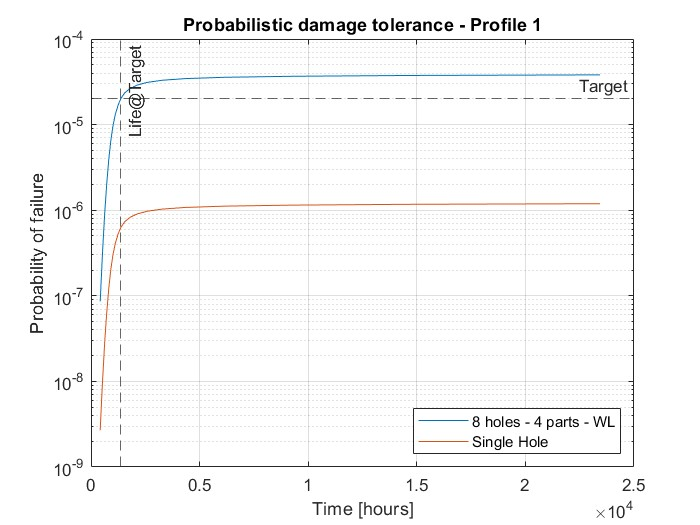 Probabilistic damage tolerance - Profile 1
10-4
10-5
10-6
10-7
10-8
10-9
Probability of failure
Life@Target
Target
8 holes - 4 parts - WL
Single Hole
0 0.5 1 1.5 2 2.5
Time [hours]
×104